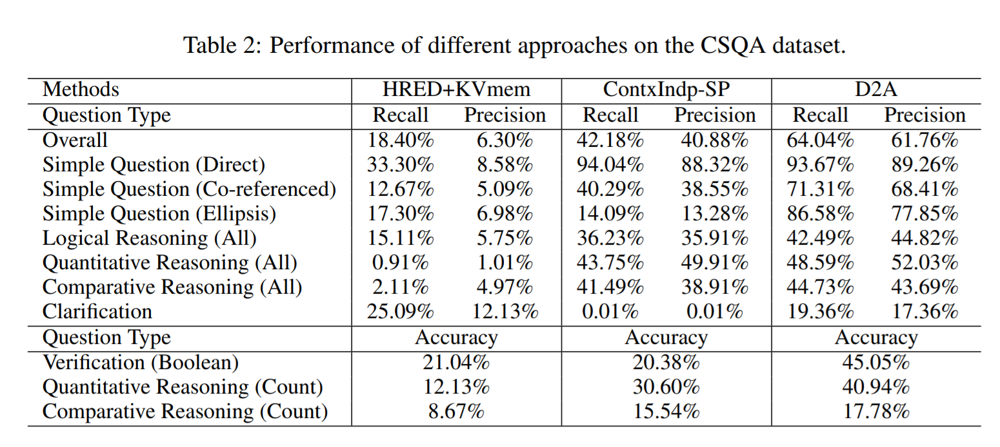 Table 2: Performance of different approaches on the CSQA dataset.
Methods HRED+KVmem ContxIndp-SP D2A
Question Type Recall Precision Recall Precision Recall Precision
Overall 18.40% 6.30% 42.18% 40.88% 64.04% 61.76%
Simple Question (Direct) 33.30% 8.58% 94.04% 88.32% 93.67% 89.26%
Simple Question (Co-referenced) 12.67% 5.09% 40.29% 38.55% 71.31% 68.41%
Simple Question (Ellipsis) 17.30% 6.98% 14.09% 13.28% 86.58% 77.85%
Logical Reasoning (All) 15.11% 5.75% 36.23% 35.91% 42.49% 44.82%
Quantitative Reasoning (All) 0.91% 1.01% 43.75% 49.91% 48.59% 52.03%
Comparative Reasoning (All) 2.11% 4.97% 41.49% 38.91% 44.73% 43.69%
Clarification 25.09% 12.13% 0.01% 0.01% 19.36% 17.36%
Question Type Accuracy Accuracy Accuracy
Verification (Boolean) 21.04% 20.38% 45.05%
Quantitative Reasoning (Count) 12.13% 30.60% 40.94%
Comparative Reasoning (Count) 8.67% 15.54% 17.78%